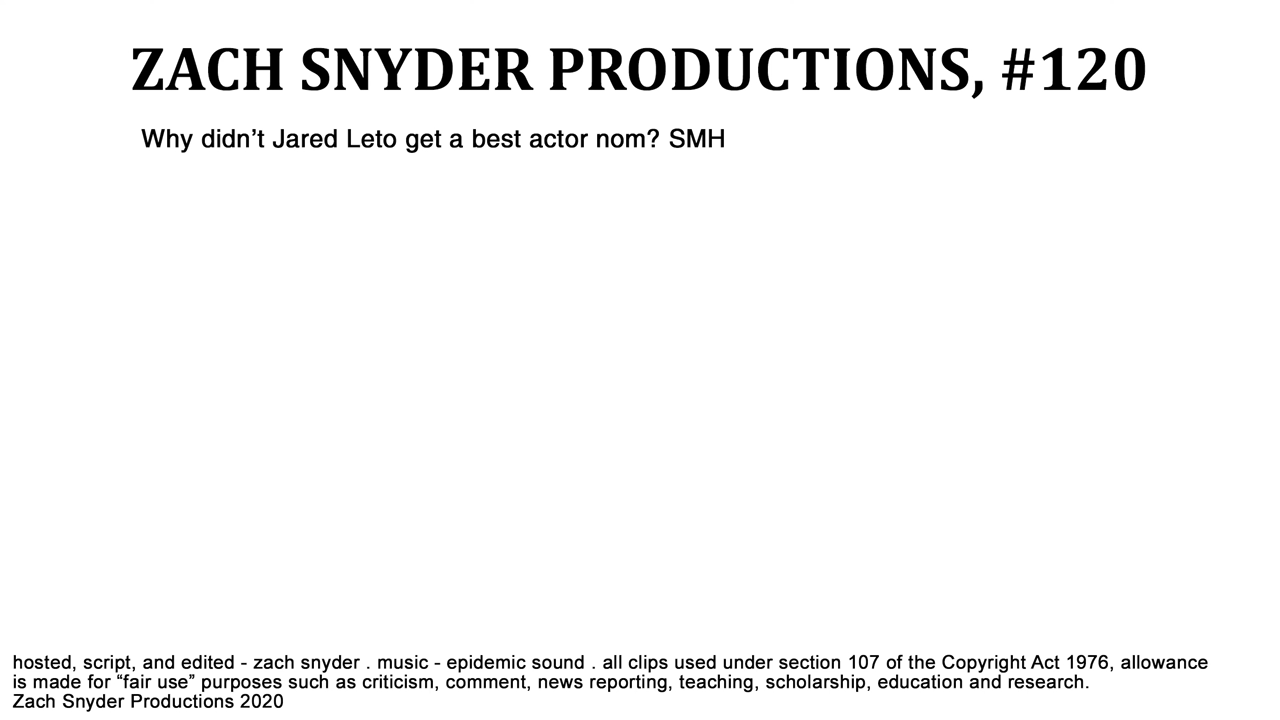 ZACH SNYDER PRODUCTIONS, #120
Why didn’t Jared Leto get a best actor nom? SMH
hosted, script, and edited - zach snyder . music - epidemic sound . all clips used under section 107 of the Copyright Act 1976, allowance
is made for “fair use” purposes such as criticism, comment, news reporting, teaching, scholarship, education and research.
Zach Snyder Productions 2020